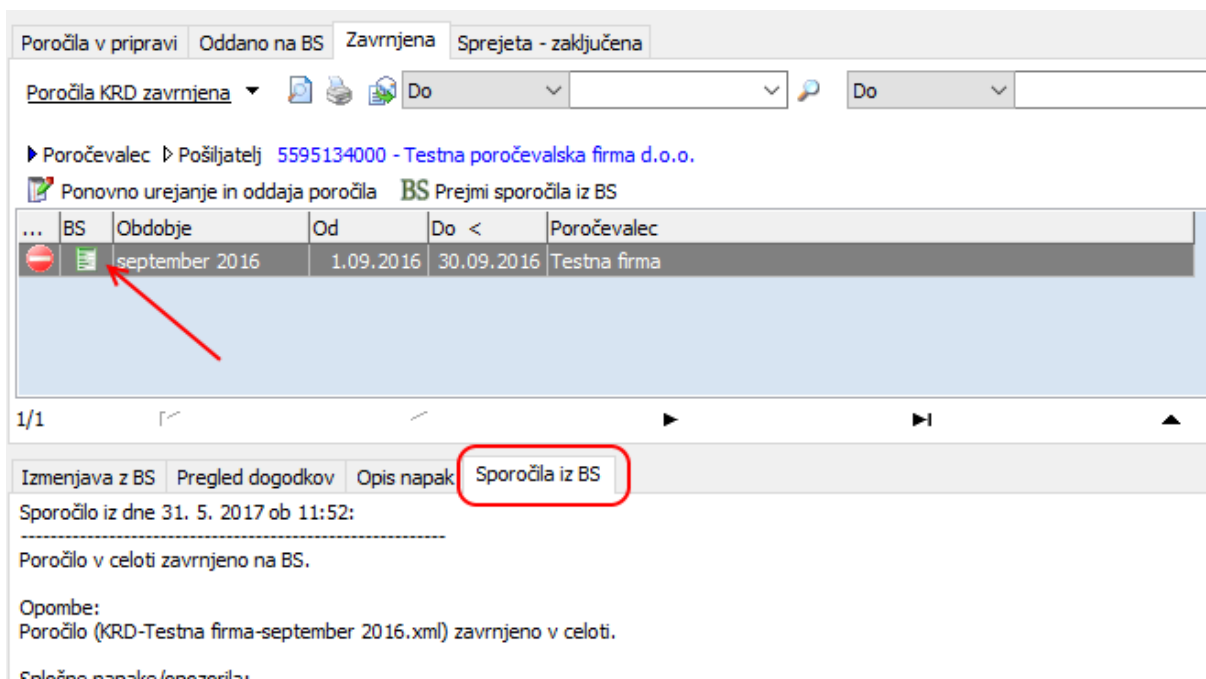 Poročila v pripravi Oddano na BS Zavrnjena Sprejeta - zaključena
Poročila KRD zavrnjena Do Do
Poročevalec Pošiljatelj 5595134000 - Testna poročevalska firma d.o.o.
Ponovno urejanje in oddaja poročila BS Prejmi sporočila iz BS
... BS Obdobje Od Do < Poročevalec
september 2016 1.09.2016 30.09.2016 Testna firma
1/1
Izmenjava z BS Pregled dogodkov Opis napak Sporočila iz BS
Sporočilo iz dne 31. 5. 2017 ob 11:52:
----------------------------------------------------------
Poročilo v celoti zavrnjeno na BS.
Opombe:
Poročilo (KRD-Testna firma-september 2016.xml) zavrnjeno v celoti.
Splošne napake/opozorila: